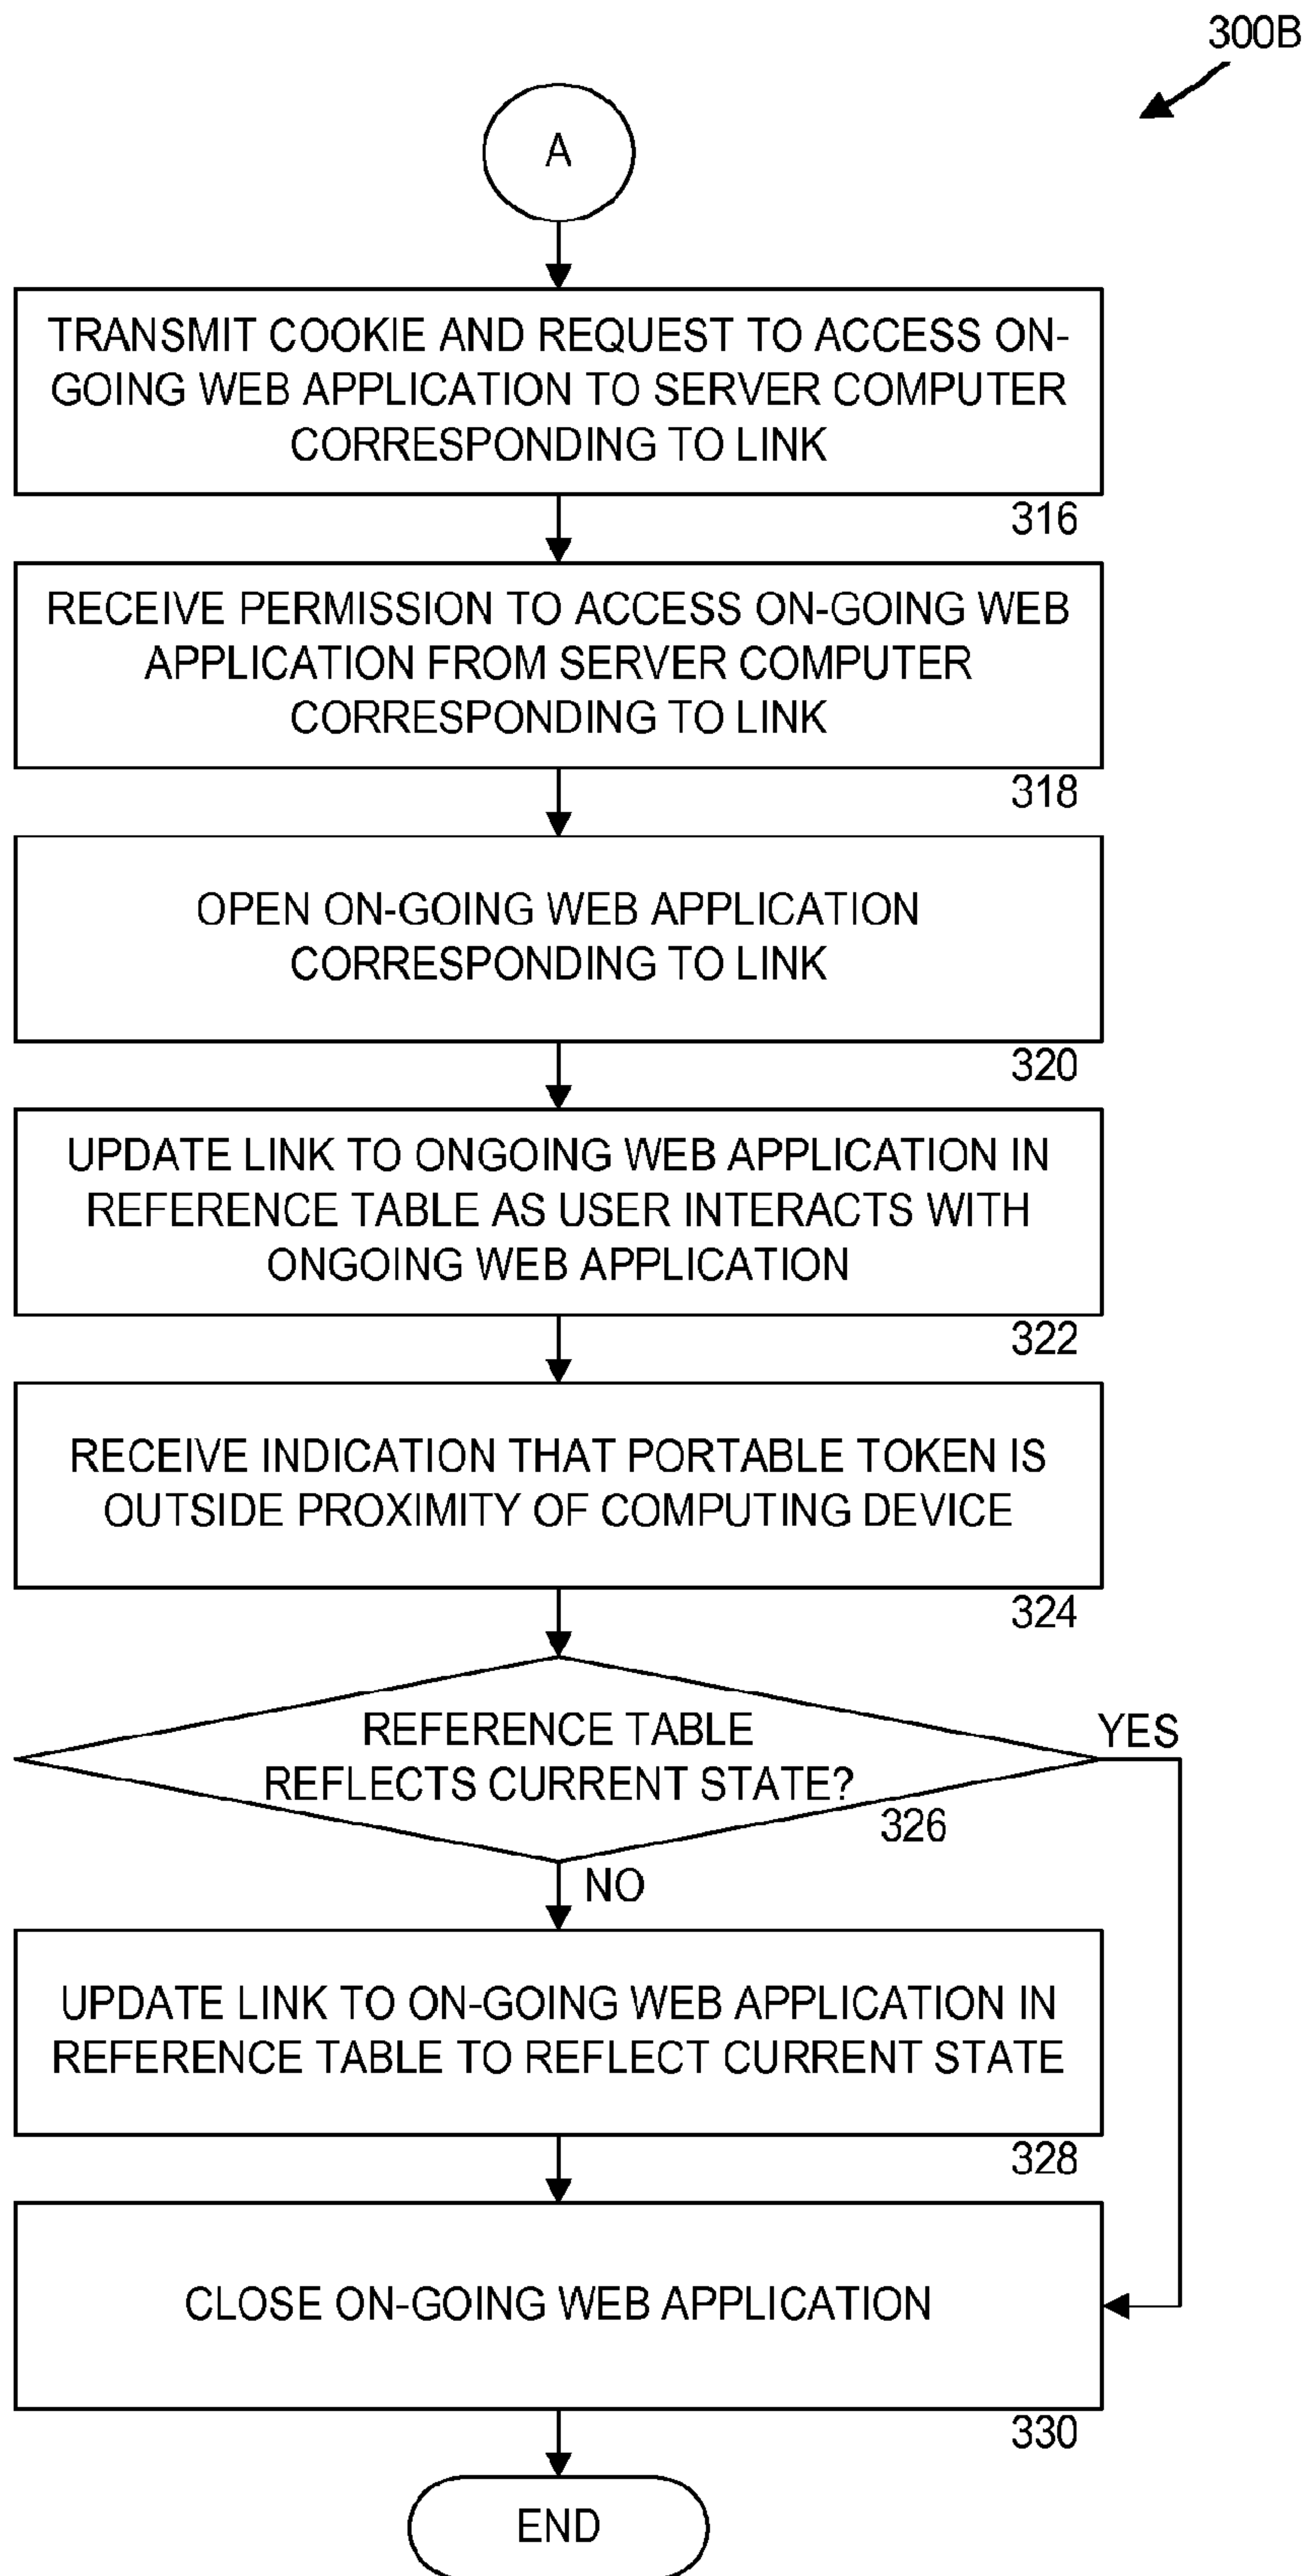 300B
A
TRANSMIT COOKIE AND REQUEST TO ACCESS ON-
GOING WEB APPLICATION TO SERVER COMPUTER
CORRESPONDING TO LINK
316
RECEIVE PERMISSION TO ACCESS ON-GOING WEB
APPLICATION FROM SERVER COMPUTER
CORRESPONDING TO LINK
318
OPEN ON-GOING WEB APPLICATION
CORRESPONDING TO LINK
320
UPDATE LINK TO ONGOING WEB APPLICATION IN
REFERENCE TABLE AS USER INTERACTS WITH
ONGOING WEB APPLICATION
322
RECEIVE INDICATION THAT PORTABLE TOKEN IS
OUTSIDE PROXIMITY OF COMPUTING DEVICE
324
REFERENCE TABLE
REFLECTS CURRENT STATE?
326
YES
NO
UPDATE LINK TO ON-GOING WEB APPLICATION IN
REFERENCE TABLE TO REFLECT CURRENT STATE
328
CLOSE ON-GOING WEB APPLICATION
330
END